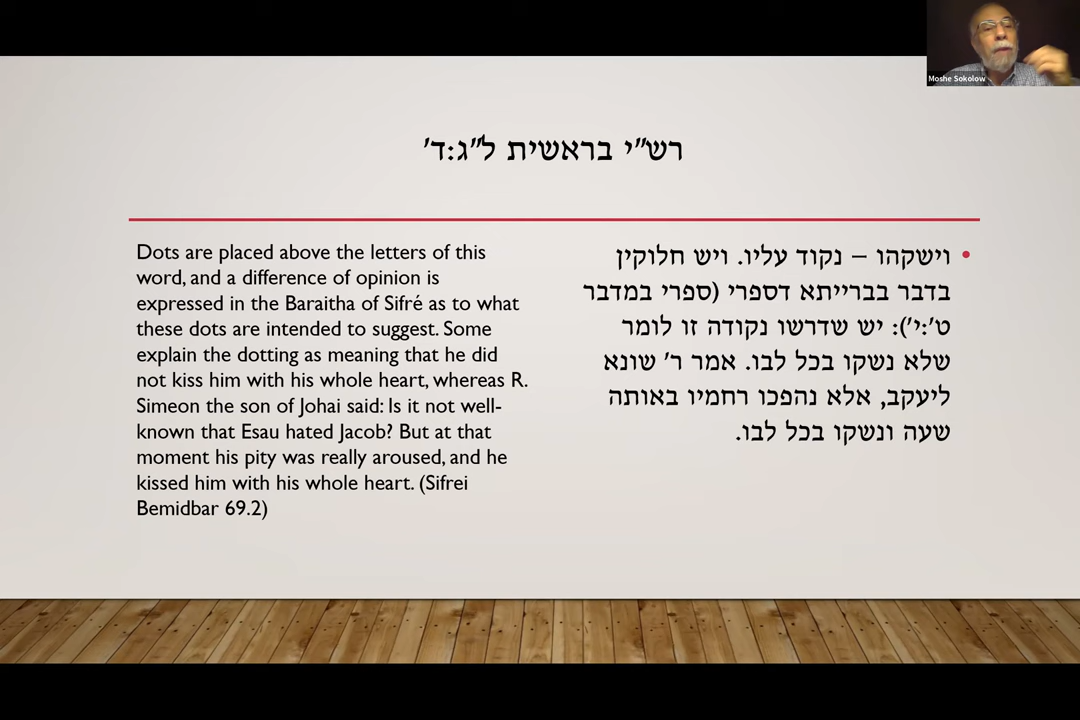 Moshe Sokolow
רש"י בראשית ל"ג:ד'
Dots are placed above the letters of this
word, and a difference of opinion is
expressed in the Baraitha of Sifré as to what
these dots are intended to suggest. Some
explain the dotting as meaning that he did
not kiss him with his whole heart, whereas R.
Simeon the son of Johai said: Is it not well-
known that Esau hated Jacob? But at that
moment his pity was really aroused, and he
kissed him with his whole heart. (Sifrei
Bemidbar 69.2)
• וישקהו – נקוד עליו. ויש חלוקין
בדבר בברייתא דספרי (ספרי במדבר
ט':י'): יש שדרשו נקודה זו לומר
שלא נשקו בכל לבו. אמר ר' שונא
ליעקב, אלא נהפכו רחמיו באותה
שעה ונשקו בכל לבו.